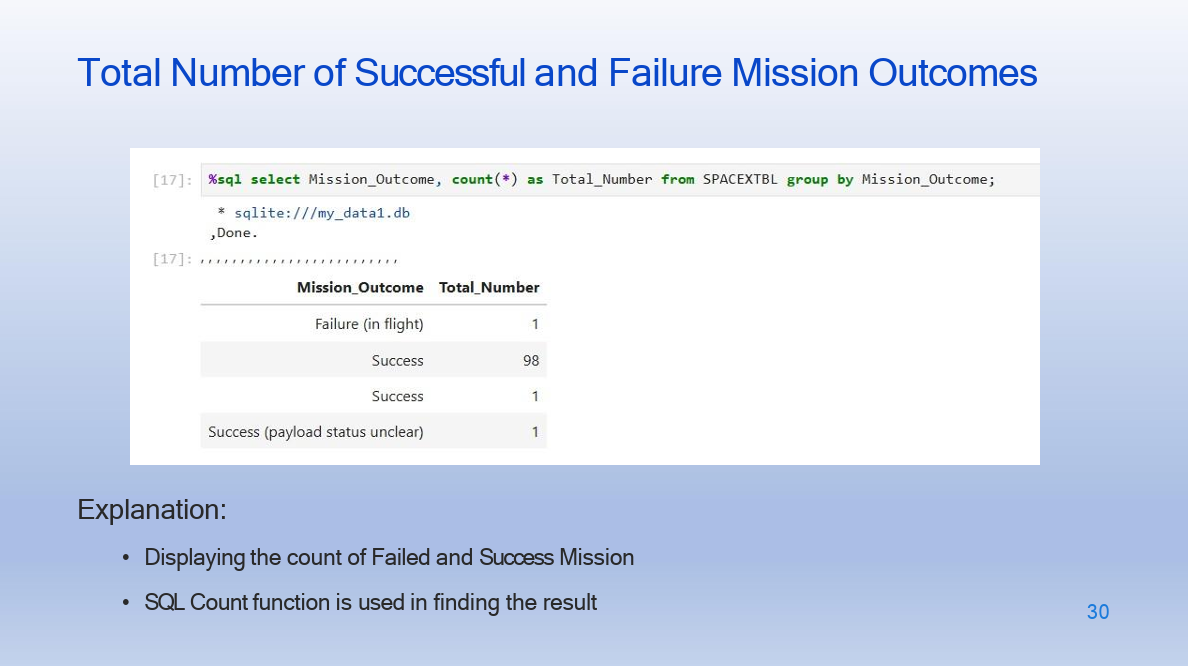 Total Number of Successful and Failure Mission Outcomes
[17]: %sql select Mission_Outcome, count(*) as Total_Number from SPACEXTBL group by Mission_Outcome;
* sqlite:///my_data1.db
,Done.
[17]: ,,,,,,,,,,,,,,,,,,,,,,,,,
Mission_Outcome Total_Number
Failure (in flight) 1
Success 98
Success 1
Success (payload status unclear) 1
Explanation:
• Displaying the count of Failed and Success Mission
• SQL Count function is used in finding the result
30